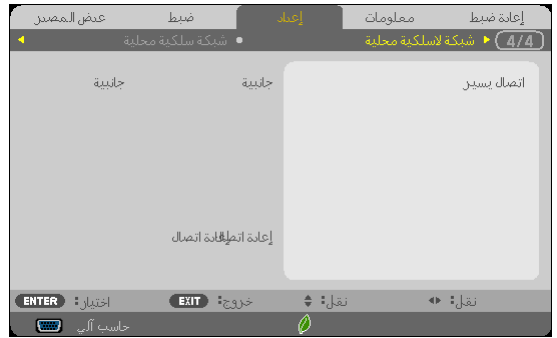 إعادة ضبط معلومات إعداد ضبط عرض المصدر
4/4 شبكة لاسلكية محلية • شبكة سلكية محلية
اتصال يسير جانبية جانبية
إعادة اتصال
نقل: نقل: خروج: EXIT اختيار: ENTER
حاسب آلي